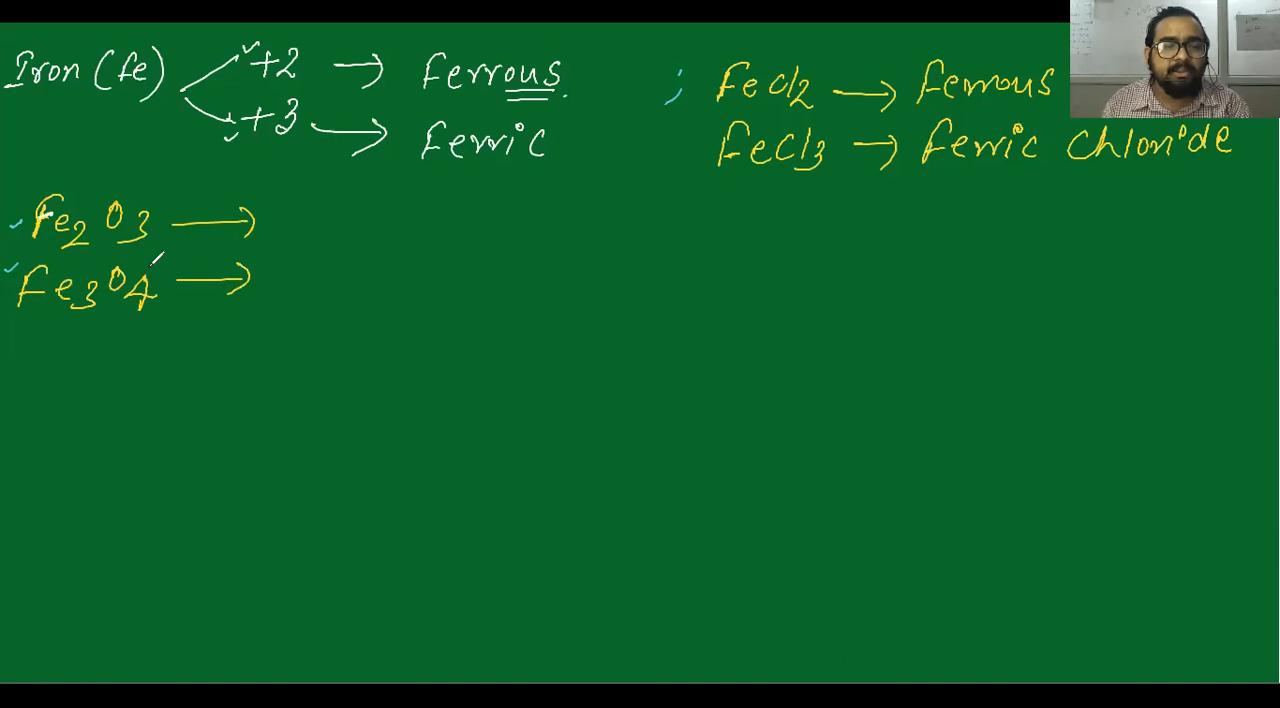 Iron (fe) +2 → Ferrous.
+3 → Ferric
; FeCl2 → Ferrous
FeCl3 → Ferric Chloride
Fe2O3 →
Fe3O4 →